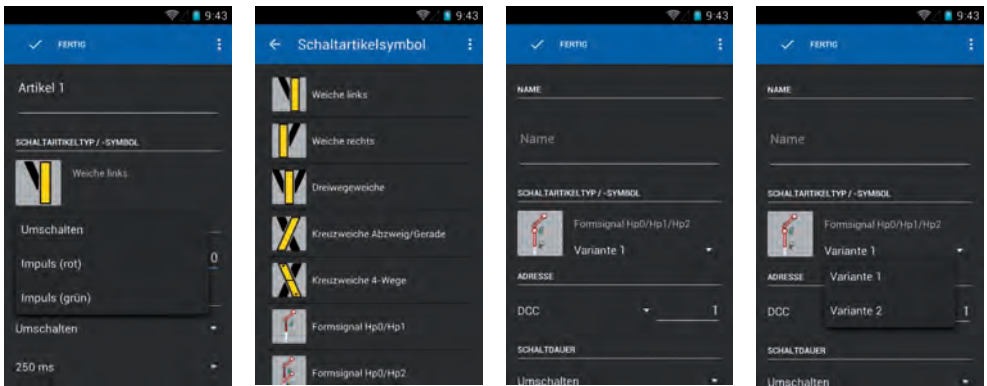 9:43
FERTIG
Artikel 1
SCHALTARTIKELTYP / -SYMBOL
Weiche links
Umschalten
0
Impuls (rot)
Impuls (grün)
Umschalten
250 ms
9:43
Schaltartikelsymbol
Weiche links
Weiche rechts
Dreiwegeweiche
Kreuzweiche Abzweig/Gerade
Kreuzweiche 4-Wege
Formsignal Hp0/Hp1
Formsignal Hp0/Hp2
9:43
FERTIG
NAME
Name
SCHALTARTIKELTYP / -SYMBOL
Formsignal Hp0/Hp1/Hp2
Variante 1
ADRESSE
DCC 1
SCHALTDAUER
Umschalten
9:43
FERTIG
NAME
Name
SCHALTARTIKELTYP / -SYMBOL
Formsignal Hp0/Hp1/Hp2
Variante 1
ADRESSE
Variante 1
DCC
Variante 2
1
SCHALTDAUER
Umschalten